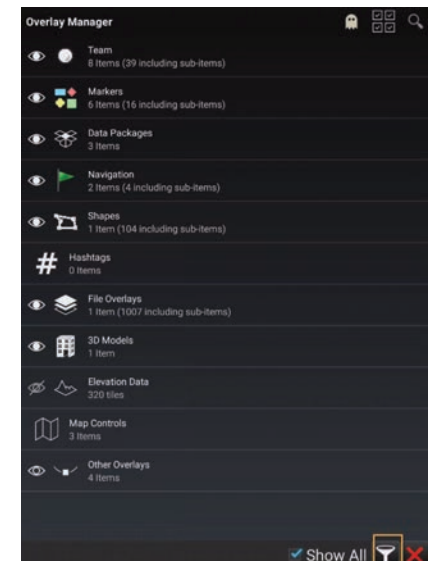 Overlay Manager
Team
8 Items (39 including sub-items)
Markers
6 Items (16 including sub-items)
Data Packages
3 Items
Navigation
2 Items (4 including sub-items)
Shapes
1 Item (104 including sub-items)
Hashtags
0 Items
File Overlays
1 Item (1007 including sub-items)
3D Models
1 Item
Elevation Data
320 tiles
Map Controls
3 Items
Other Overlays
4 Items
Show All